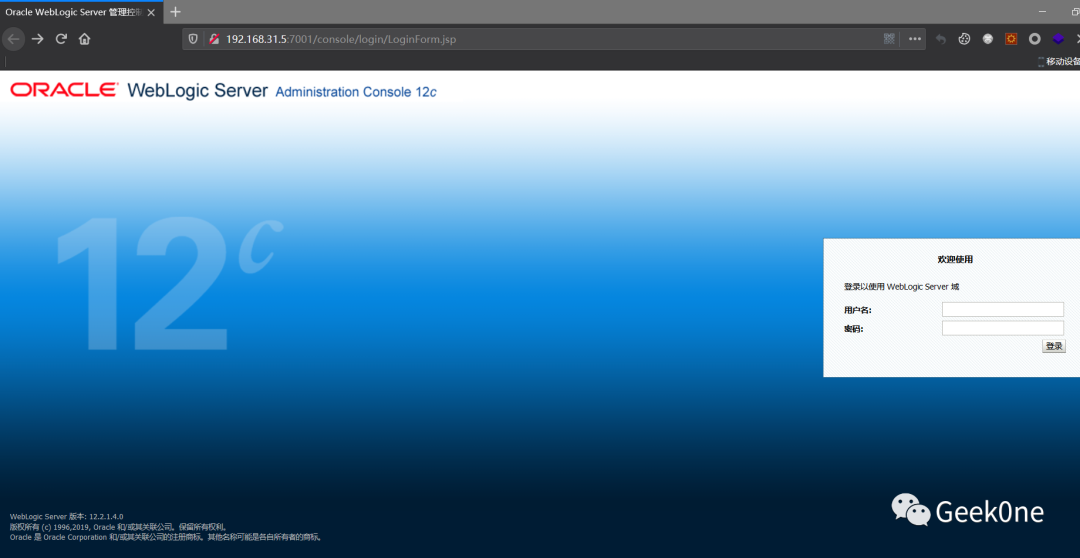 Oracle WebLogic Server 管理控制
192.168.31.5:7001/console/login/LoginForm.jsp
移动设备
ORACLE WebLogic Server Administration Console 12c
12c
欢迎使用
登录以使用 WebLogic Server 域
用户名:
密码:
登录
WebLogic Server 版本: 12.2.1.4.0
版权所有 (c) 1996,2019, Oracle 和/或其关联公司。保留所有权利。
Oracle 是 Oracle Corporation 和/或其关联公司的注册商标。其他名称可能是各自所有者的商标。
Geek0ne